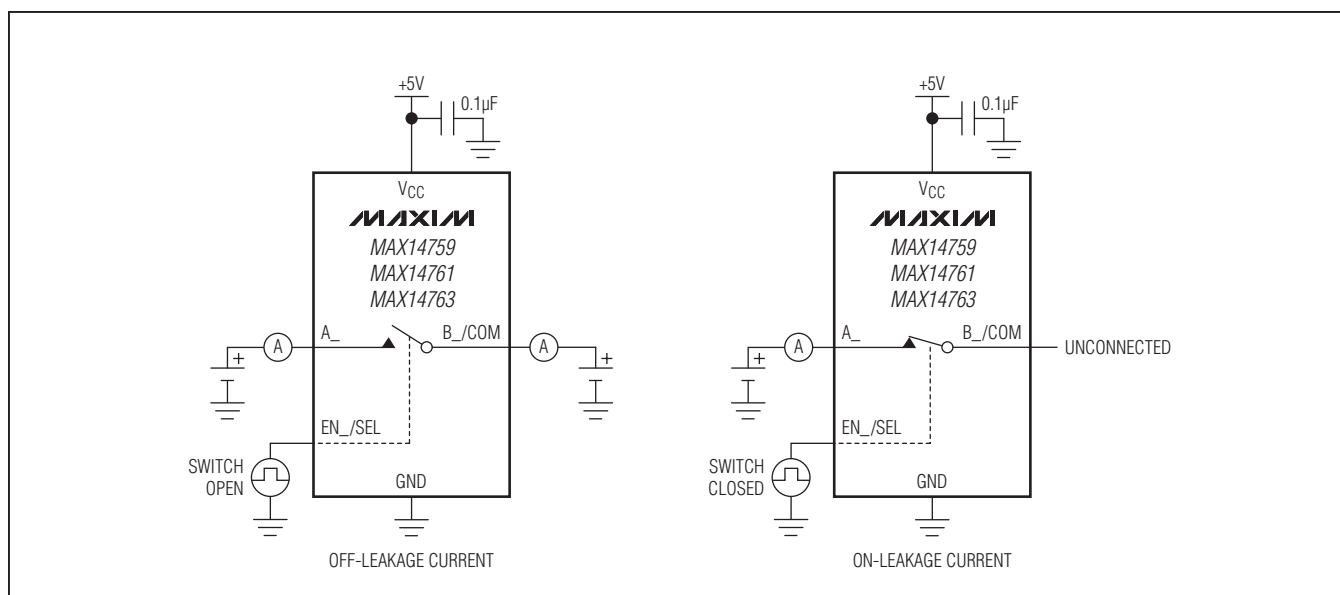 +5V
0.1µF
VCC
MAXIM
MAX14759
MAX14761
MAX14763
A_
B_/COM
A
A
+
+
EN_/SEL
SWITCH
OPEN
GND
OFF-LEAKAGE CURRENT
+5V
0.1µF
VCC
MAXIM
MAX14759
MAX14761
MAX14763
A_
B_/COM
A
UNCONNECTED
+
EN_/SEL
SWITCH
CLOSED
GND
ON-LEAKAGE CURRENT